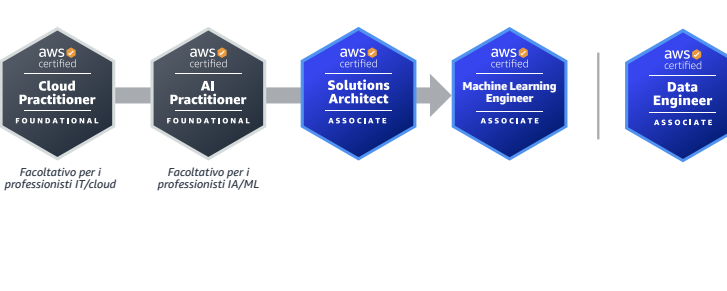 aws
certified
Cloud
Practitioner
FOUNDATIONAL
Facoltativo per i
professionisti IT/cloud
aws
certified
AI
Practitioner
FOUNDATIONAL
Facoltativo per i
professionisti IA/ML
aws
certified
Solutions
Architect
ASSOCIATE
aws
certified
Machine Learning
Engineer
ASSOCIATE
aws
certified
Data
Engineer
ASSOCIATE